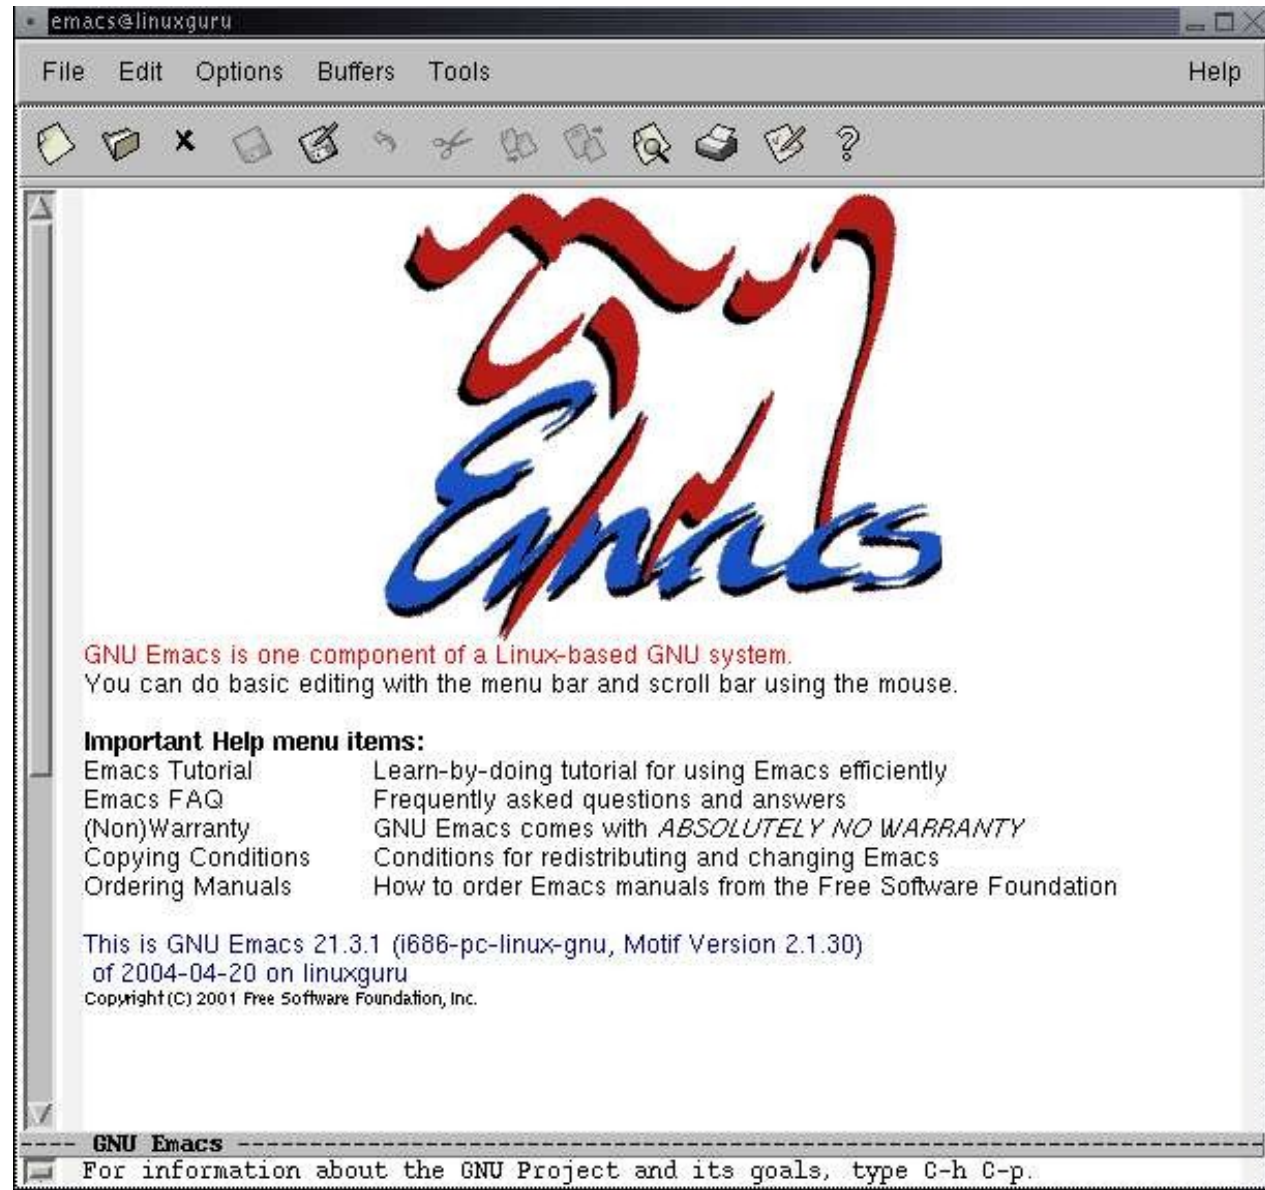 emacs@linuxguru
File Edit Options Buffers Tools Help
Emacs
GNU Emacs is one component of a Linux-based GNU system.
You can do basic editing with the menu bar and scroll bar using the mouse.
Important Help menu items:
Emacs Tutorial Learn-by-doing tutorial for using Emacs efficiently
Emacs FAQ Frequently asked questions and answers
(Non)Warranty GNU Emacs comes with ABSOLUTELY NO WARRANTY
Copying Conditions Conditions for redistributing and changing Emacs
Ordering Manuals How to order Emacs manuals from the Free Software Foundation
This is GNU Emacs 21.3.1 (i686-pc-linux-gnu, Motif Version 2.1.30)
of 2004-04-20 on linuxguru
Copyright (C) 2001 Free Software Foundation, Inc.
---- GNU Emacs ----
For information about the GNU Project and its goals, type C-h C-p.